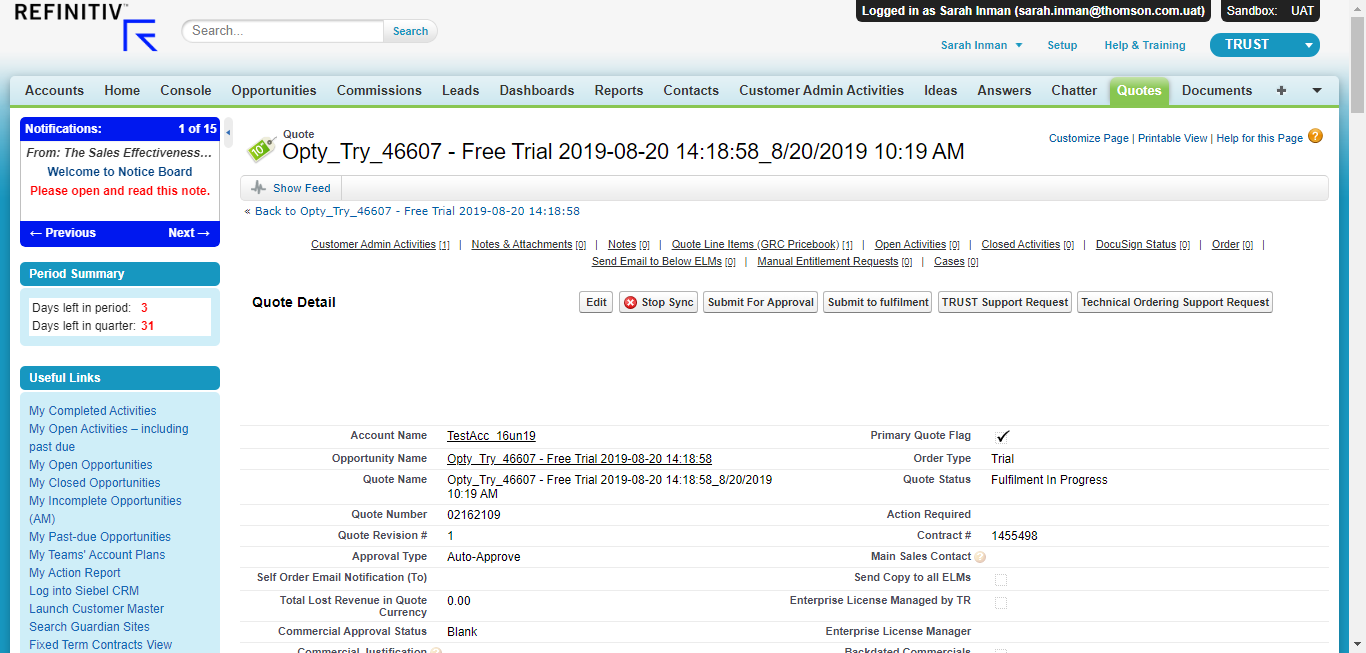 REFINITIV™
Search...
Search
Logged in as Sarah Inman (sarah.inman@thomson.com.uat)
Sandbox: UAT
Sarah Inman
Setup
Help & Training
TRUST
Accounts Home Console Opportunities Commissions Leads Dashboards Reports Contacts Customer Admin Activities Ideas Answers Chatter Quotes Documents +
Notifications: 1 of 15
From: The Sales Effectiveness...
Welcome to Notice Board
Please open and read this note.
← Previous Next →
Period Summary
Days left in period: 3
Days left in quarter: 31
Useful Links
My Completed Activities
My Open Activities – including
past due
My Open Opportunities
My Closed Opportunities
My Incomplete Opportunities
(AM)
My Past-due Opportunities
My Teams' Account Plans
My Action Report
Log into Siebel CRM
Launch Customer Master
Search Guardian Sites
Fixed Term Contracts View
Quote
Opty_Try_46607 - Free Trial 2019-08-20 14:18:58_8/20/2019 10:19 AM
Customize Page | Printable View | Help for this Page ?
Show Feed
« Back to Opty_Try_46607 - Free Trial 2019-08-20 14:18:58
Customer Admin Activities [1] | Notes & Attachments [0] | Notes [0] | Quote Line Items (GRC Pricebook) [1] | Open Activities [0] | Closed Activities [0] | DocuSign Status [0] | Order [0] |
Send Email to Below ELMs [0] | Manual Entitlement Requests [0] | Cases [0]
Quote Detail
Edit Stop Sync Submit For Approval Submit to fulfilment TRUST Support Request Technical Ordering Support Request
Account Name TestAcc_16un19 Primary Quote Flag
Opportunity Name Opty_Try_46607 - Free Trial 2019-08-20 14:18:58 Order Type Trial
Quote Name Opty_Try_46607 - Free Trial 2019-08-20 14:18:58_8/20/2019 Quote Status Fulfilment In Progress
10:19 AM
Quote Number 02162109 Action Required
Quote Revision # 1 Contract # 1455498
Approval Type Auto-Approve Main Sales Contact ?
Self Order Email Notification (To) Send Copy to all ELMs
Total Lost Revenue in Quote 0.00 Enterprise License Managed by TR
Currency
Commercial Approval Status Blank Enterprise License Manager
Commercial Justification Backdated Commercials